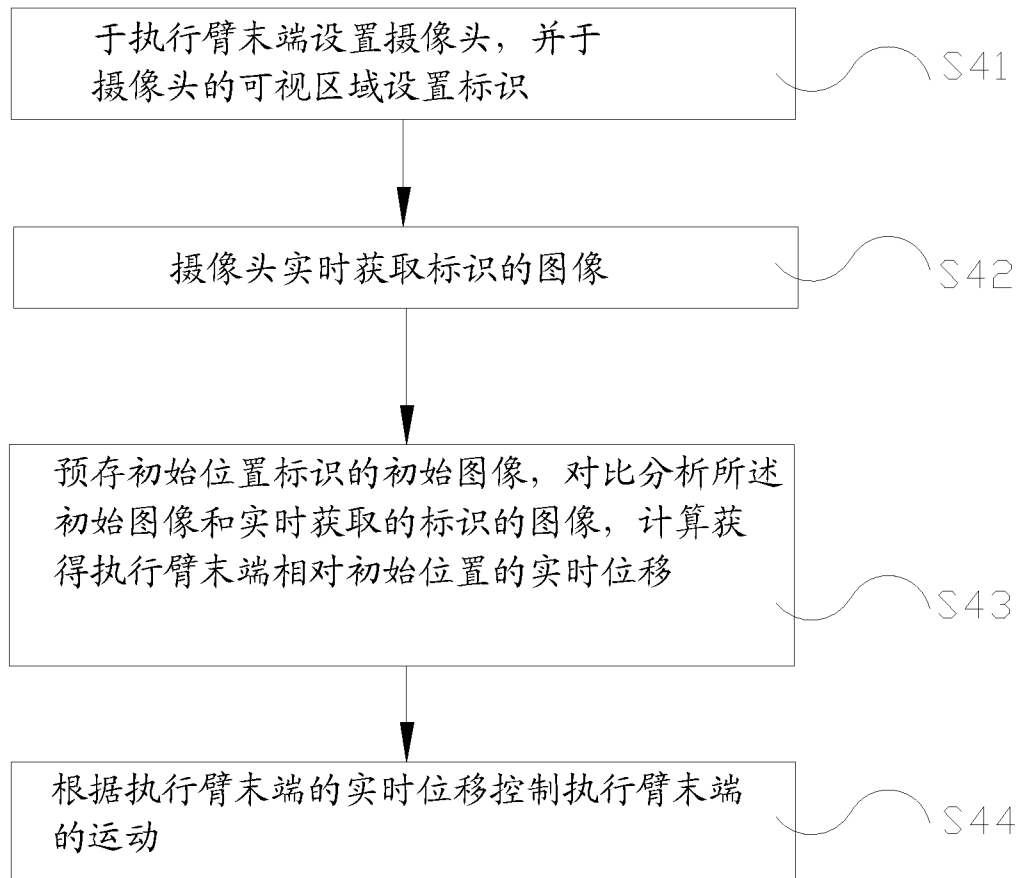 于执行臂末端设置摄像头，并于
摄像头的可视区域设置标识
S41
摄像头实时获取标识的图像
S42
预存初始位置标识的初始图像，对比分析所述
初始图像和实时获取的标识的图像，计算获
得执行臂末端相对初始位置的实时位移
S43
根据执行臂末端的实时位移控制执行臂末端
的运动
S44